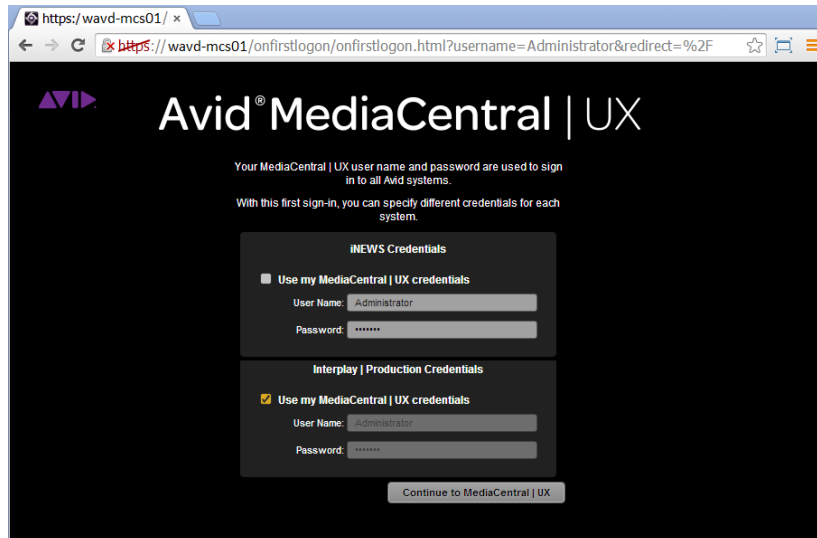 https:/wavd-mcs01/ ×
https://wavd-mcs01/onfirstlogon/onfirstlogon.html?username=Administrator&redirect=%2F
AVID
Avid® MediaCentral | UX
Your MediaCentral | UX user name and password are used to sign
in to all Avid systems.
With this first sign-in, you can specify different credentials for each
system.
iNEWS Credentials
Use my MediaCentral | UX credentials
User Name: Administrator
Password: •••••••
Interplay | Production Credentials
Use my MediaCentral | UX credentials
User Name: Administrator
Password: •••••••
Continue to MediaCentral | UX